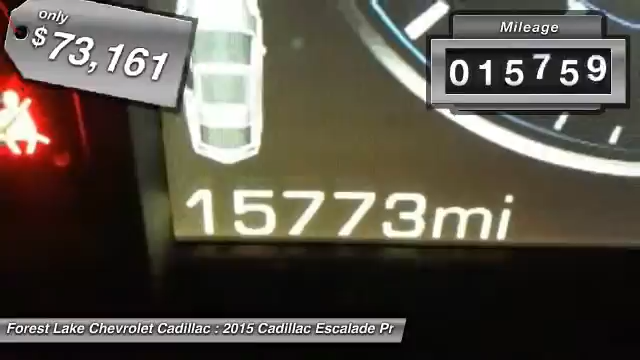 only
$73,161
Mileage
015759
15773mi
Forest Lake Chevrolet Cadillac : 2015 Cadillac Escalade Pr